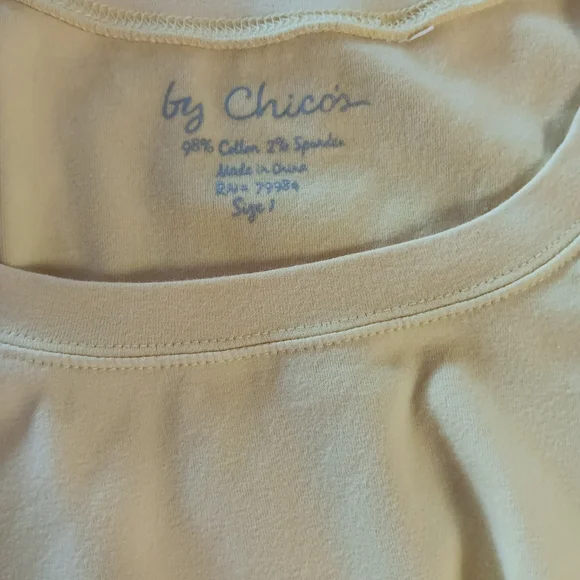 by Chico's
98% Cotton 2% Spandex
Made in China
RN# 79984
Size 1